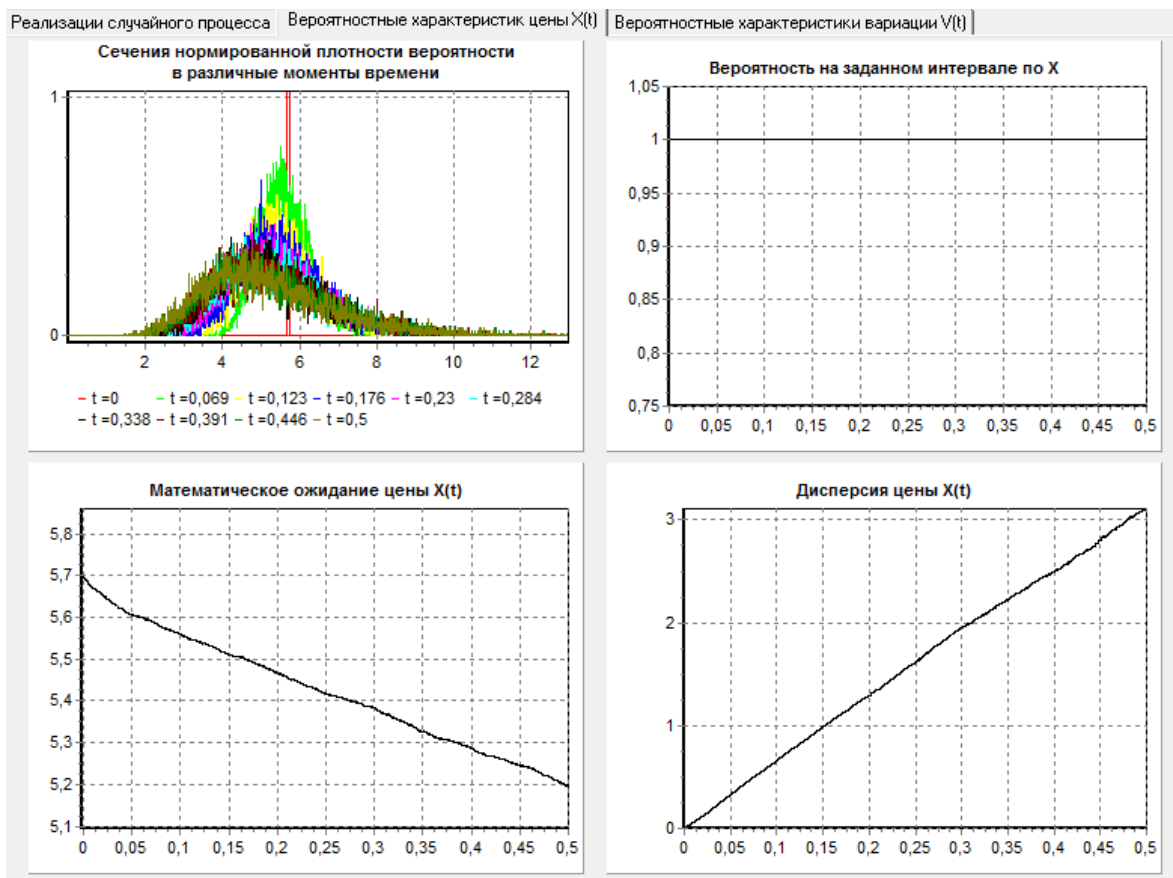 Реализации случайного процесса
Вероятностные характеристик цены X(t)
Вероятностные характеристики вариации V(t)
Сечения нормированной плотности вероятности
в различные моменты времени
1
0
2 4 6 8 10 12
t =0 t =0,069 t =0,123 t =0,176 t =0,23 t =0,284
t =0,338 t =0,391 t =0,446 t =0,5
Вероятность на заданном интервале по X
1,05
1
0,95
0,9
0,85
0,8
0,75
0 0,05 0,1 0,15 0,2 0,25 0,3 0,35 0,4 0,45 0,5
Математическое ожидание цены X(t)
5,8
5,7
5,6
5,5
5,4
5,3
5,2
5,1
0 0,05 0,1 0,15 0,2 0,25 0,3 0,35 0,4 0,45 0,5
Дисперсия цены X(t)
3
2
1
0
0 0,05 0,1 0,15 0,2 0,25 0,3 0,35 0,4 0,45 0,5